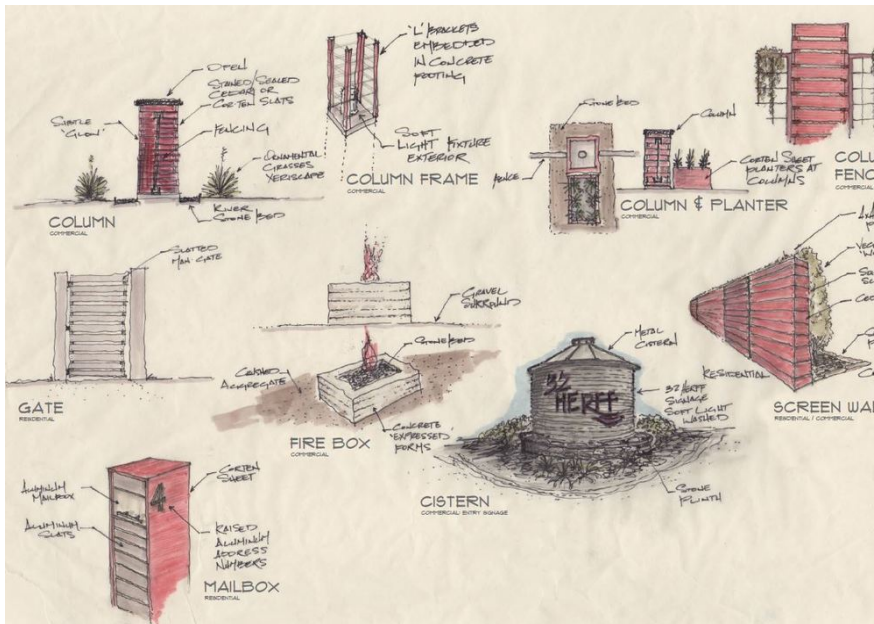 OPEN
STAINED/SEALED
CEDAR OR
CORTEN SLATS
SUBTLE
"GLOW"
FENCING
ORNAMENTAL
GRASSES
XERISCAPE
RIVER
STONE BED
COLUMN
COMMERCIAL
"L" BRACKETS
EMBEDDED
IN CONCRETE
FOOTING
SOFT
LIGHT FIXTURE
EXTERIOR
COLUMN FRAME
COMMERCIAL
STONE BED
COLUMN
FENCE
CORTEN SHEET
PLANTERS AT
COLUMNS
COLUMN & PLANTER
COMMERCIAL
COLU
FENC
COMMERCIAL
SLATTED
MAN GATE
GATE
RESIDENTIAL
GRAVEL
SURROUND
STONE BED
CRUSHED
AGGREGATE
CONCRETE
"EXPRESSED"
FORMS
FIRE BOX
COMMERCIAL
METAL
CISTERN
32
HERFF
32 HERFF
SIGNAGE
SOFT LIGHT
WASHED
STONE
PLINTH
CISTERN
COMMERCIAL: ENTRY SIGNAGE
RESIDENTIAL
SCREEN WA
RESIDENTIAL / COMMERCIAL
CORTEN
SHEET
ALUMINUM
MAILBOX
ALUMINUM
SLATS
4
RAISED
ALUMINUM
ADDRESS
NUMBERS
MAILBOX
RESIDENTIAL